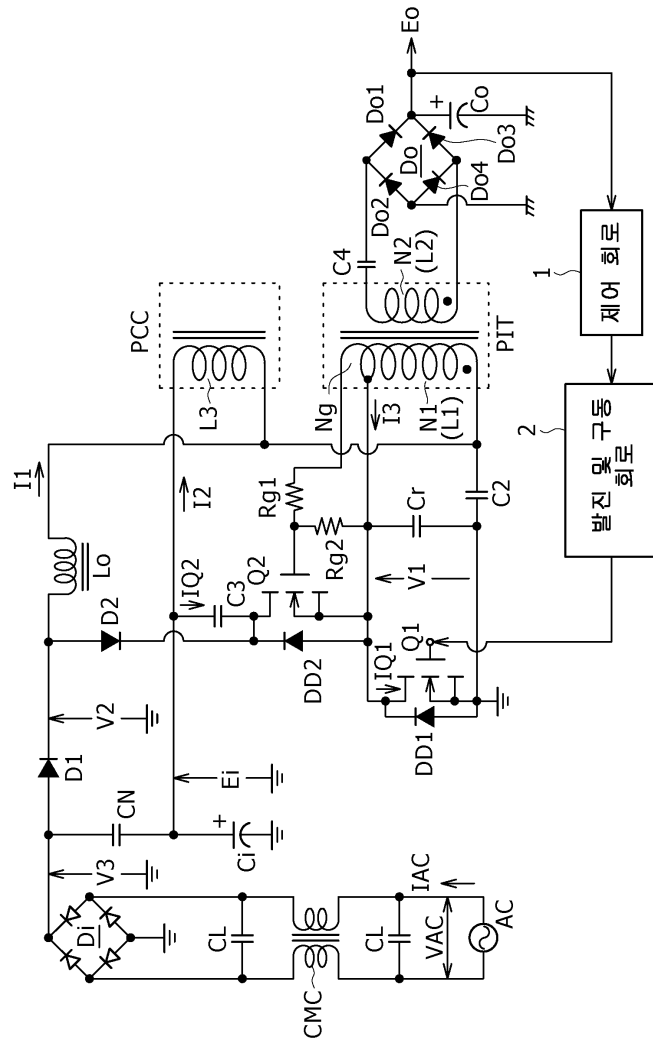 AC
VAC
IAC
CL
CMC
CL
Di
V3
CN
Ci
+
Ei
D1
V2
D2
Lo
I1
I2
IQ2
C3
Q2
DD2
Rg1
Rg2
IQ1
Q1
DD1
V1
Cr
C2
PCC
L3
Ng
I3
N1
(L1)
PIT
N2
(L2)
C4
Do
Do1
Do2
Do3
Do4
+
Co
Eo
1
제어 회로
2
발진 및 구동
회로